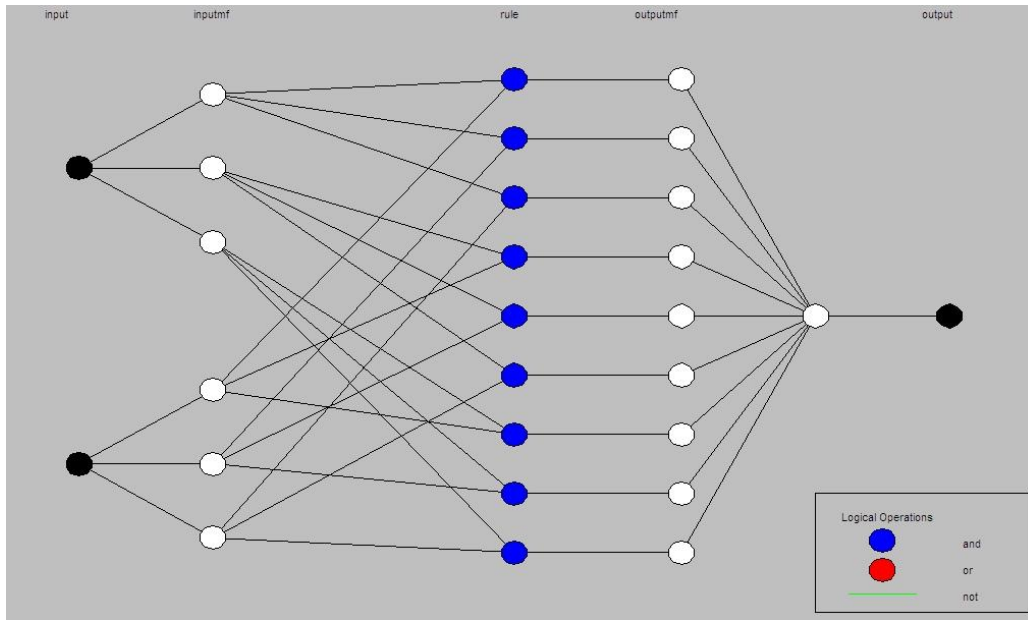 input inputmf rule outputmf output
Logical Operations
and
or
not